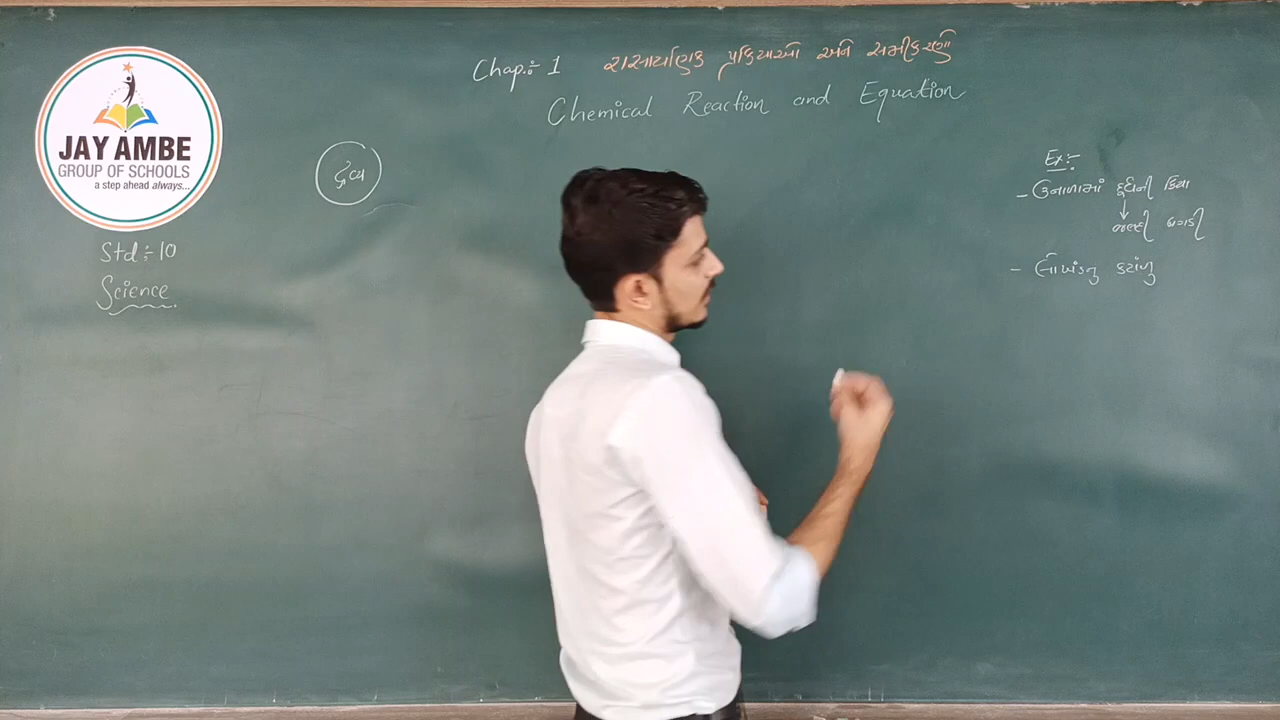 Chap.:- 1 રાસાયણિક પ્રક્રિયાઓ અને સમીકરણો
Chemical Reaction and Equation
JAY AMBE
GROUP OF SCHOOLS
a step ahead always...
Std :- 10
Science
દ્રવ્ય
Ex :-
- ઉનાળામાં દૂધની ક્રિયા
જલ્દી બગડી
- લોખંડનુ કટાવુ